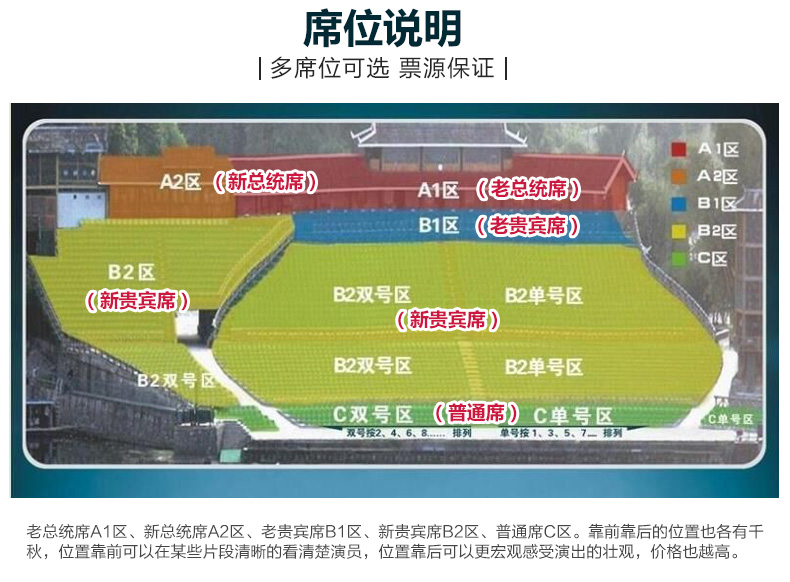 席位说明
| 多席位可选 票源保证 |
A2区 (新总统席)
A1区 (老总统席)
B1区 (老贵宾席)
A1区
A2区
B1区
B2区
C区
B2区
(新贵宾席)
B2双号区 B2单号区
(新贵宾席)
B2双号区 B2单号区
B2双号区
C双号区 (普通席) C单号区
C单号区
双号按2、4、6、8...... 排列 单号按1、3、5、7... 排列
老总统席A1区、新总统席A2区、老贵宾席B1区、新贵宾席B2区、普通席C区。靠前靠后的位置也各有千
秋，位置靠前可以在某些片段清晰的看清楚演员，位置靠后可以更宏观感受演出的壮观，价格也越高。